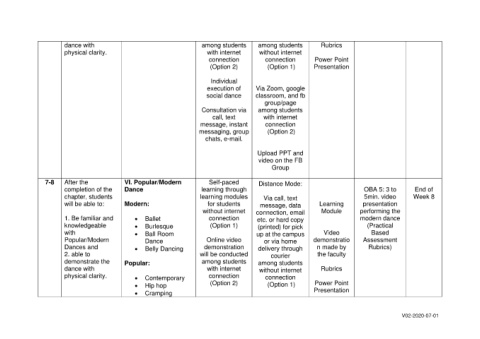 dance with
physical clarity.
among students
with internet
connection
(Option 2)
Individual
execution of
social dance
Consultation via
call, text
message, instant
messaging, group
chats, e-mail.
among students
without internet
connection
(Option 1)
Via Zoom, google
classroom, and fb
group/page
among students
with internet
connection
(Option 2)
Upload PPT and
video on the FB
Group
Rubrics
Power Point
Presentation
7-8
After the
completion of the
chapter, students
will be able to:
1. Be familiar and
knowledgeable
with
Popular/Modern
Dances and
2. able to
demonstrate the
dance with
physical clarity.
VI. Popular/Modern
Dance
Modern:
• Ballet
• Burlesque
• Ball Room
Dance
• Belly Dancing
Popular:
• Contemporary
• Hip hop
• Cramping
Self-paced
learning through
learning modules
for students
without internet
connection
(Option 1)
Online video
demonstration
will be conducted
among students
with internet
connection
(Option 2)
Distance Mode:
Via call, text
message, data
connection, email
etc. or hard copy
(printed) for pick
up at the campus
or via home
delivery through
courier
among students
without internet
connection
(Option 1)
Learning
Module
Video
demonstratio
n made by
the faculty
Rubrics
Power Point
Presentation
OBA 5: 3 to
5min. video
presentation
performing the
modern dance
(Practical
Based
Assessment
Rubrics)
End of
Week 8
V02-2020-07-01